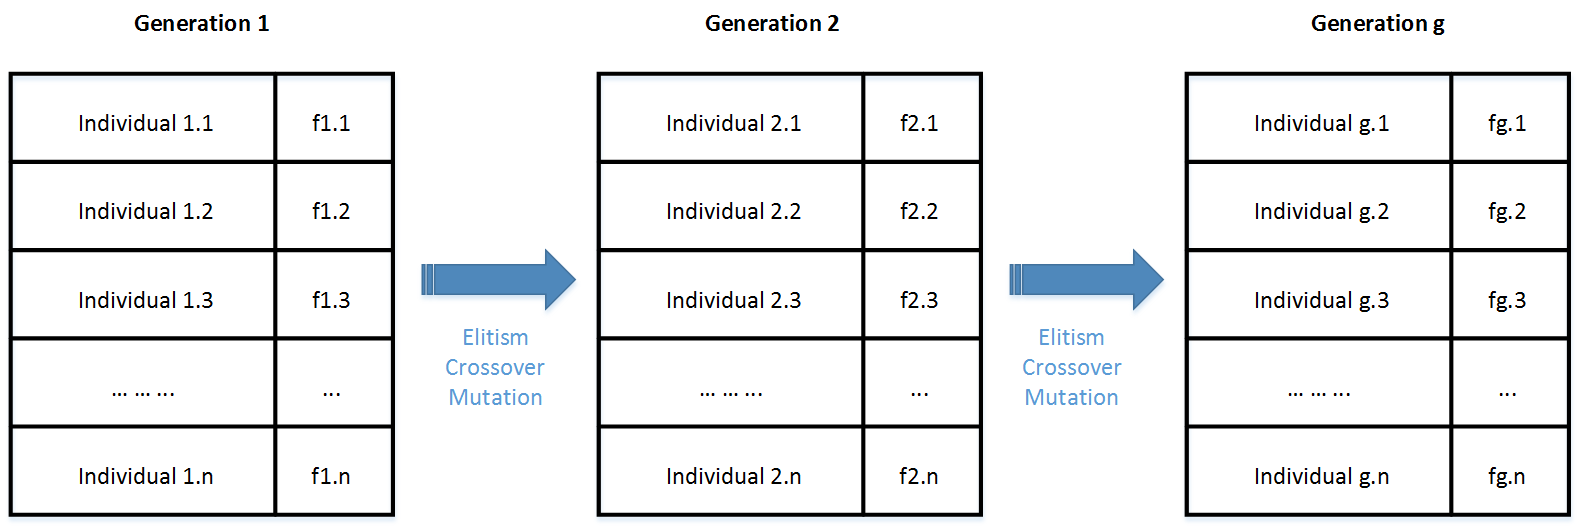 Generation 1
Generation 2
Generation g
Individual 1.1 f1.1
Individual 1.2 f1.2
Individual 1.3 f1.3
... ... ... ...
Individual 1.n f1.n
Elitism
Crossover
Mutation
Individual 2.1 f2.1
Individual 2.2 f2.2
Individual 2.3 f2.3
... ... ... ...
Individual 2.n f2.n
Elitism
Crossover
Mutation
Individual g.1 fg.1
Individual g.2 fg.2
Individual g.3 fg.3
... ... ... ...
Individual g.n fg.n